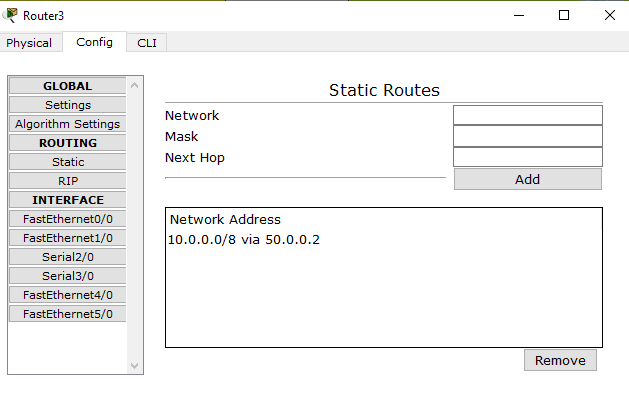 Router3
Physical Config CLI
GLOBAL
Settings
Algorithm Settings
ROUTING
Static
RIP
INTERFACE
FastEthernet0/0
FastEthernet1/0
Serial2/0
Serial3/0
FastEthernet4/0
FastEthernet5/0
Static Routes
Network
Mask
Next Hop
Add
Network Address
10.0.0.0/8 via 50.0.0.2
Remove